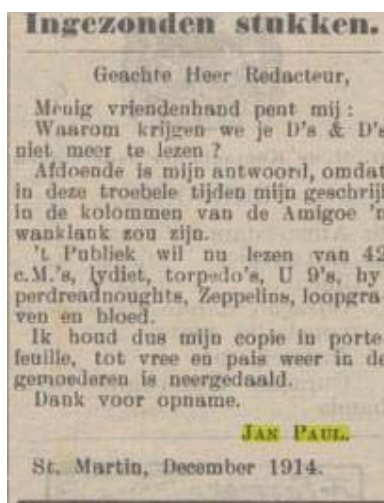 Ingezonden stukken.
Geachte Heer Redacteur,
Menig vriendenhand pent mij :
Waarom krijgen we je D's & D's
niet meer te lezen ?
Afdoende is mijn antwoord, omdat
in deze troebele tijden mijn geschrijf
in de kolommen van de Amigoe 'n
wanklank zou zijn.
't Publiek wil nu lezen van 42
c.M.'s, lydiet, torpedo's, U 9's, hy
perdreadnoughts, Zeppelins, loopgra
ven en bloed.
Ik houd dus mijn copie in porte
feuille, tot vree en pais weer in de
gemoederen is neergedaald.
Dank voor opname.
JAN PAUL.
St. Martin, December 1914.